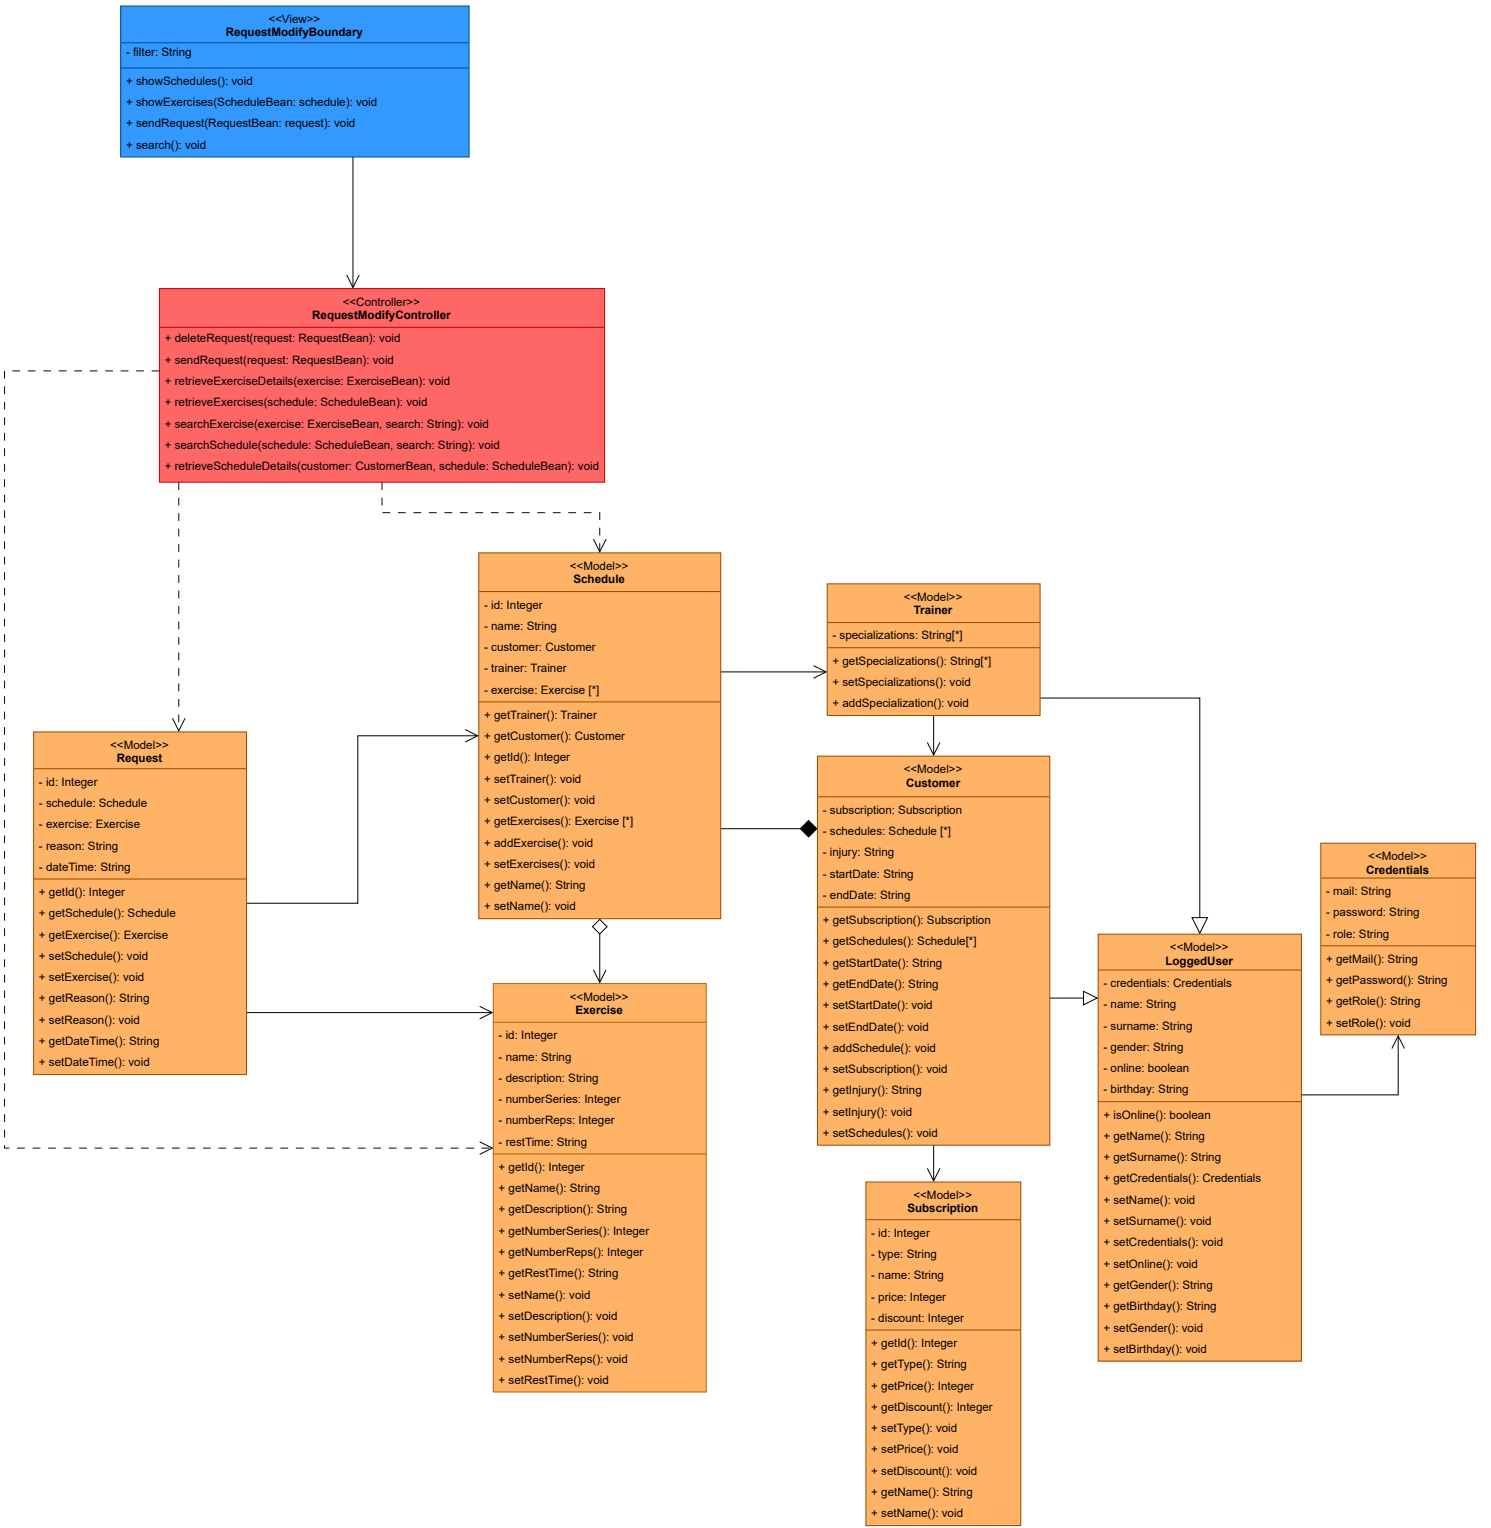 <<View>>
RequestModifyBoundary
- filter: String
+ showSchedules(): void
+ showExercises(ScheduleBean: schedule): void
+ sendRequest(RequestBean: request): void
+ search(): void
<<Controller>>
RequestModifyController
+ deleteRequest(request: RequestBean): void
+ sendRequest(request: RequestBean): void
+ retrieveExerciseDetails(exercise: ExerciseBean): void
+ retrieveExercises(schedule: ScheduleBean): void
+ searchExercise(exercise: ExerciseBean, search: String): void
+ searchSchedule(schedule: ScheduleBean, search: String): void
+ retrieveScheduleDetails(customer: CustomerBean, schedule: ScheduleBean): void
<<Model>>
Schedule
- id: Integer
- name: String
- customer: Customer
- trainer: Trainer
- exercise: Exercise [*]
+ getTrainer(): Trainer
+ getCustomer(): Customer
+ getId(): Integer
+ setTrainer(): void
+ setCustomer(): void
+ getExercises(): Exercise [*]
+ addExercise(): void
+ setExercises(): void
+ getName(): String
+ setName(): void
<<Model>>
Trainer
- specializations: String[*]
+ getSpecializations(): String[*]
+ setSpecializations(): void
+ addSpecialization(): void
<<Model>>
Request
- id: Integer
- schedule: Schedule
- exercise: Exercise
- reason: String
- dateTime: String
+ getId(): Integer
+ getSchedule(): Schedule
+ getExercise(): Exercise
+ setSchedule(): void
+ setExercise(): void
+ getReason(): String
+ setReason(): void
+ getDateTime(): String
+ setDateTime(): void
<<Model>>
Customer
- subscription: Subscription
- schedules: Schedule [*]
- injury: String
- startDate: String
- endDate: String
+ getSubscription(): Subscription
+ getSchedules(): Schedule[*]
+ getStartDate(): String
+ getEndDate(): String
+ setStartDate(): void
+ setEndDate(): void
+ addSchedule(): void
+ setSubscription(): void
+ getInjury(): String
+ setInjury(): void
+ setSchedules(): void
<<Model>>
Credentials
- mail: String
- password: String
- role: String
+ getMail(): String
+ getPassword(): String
+ getRole(): String
+ setRole(): void
<<Model>>
LoggedUser
- credentials: Credentials
- name: String
- surname: String
- gender: String
- online: boolean
- birthday: String
+ isOnline(): boolean
+ getName(): String
+ getSurname(): String
+ getCredentials(): Credentials
+ setName(): void
+ setSurname(): void
+ setCredentials(): void
+ setOnline(): void
+ getGender(): String
+ getBirthday(): String
+ setGender(): void
+ setBirthday(): void
<<Model>>
Exercise
- id: Integer
- name: String
- description: String
- numberSeries: Integer
- numberReps: Integer
- restTime: String
+ getId(): Integer
+ getName(): String
+ getDescription(): String
+ getNumberSeries(): Integer
+ getNumberReps(): Integer
+ getRestTime(): String
+ setName(): void
+ setDescription(): void
+ setNumberSeries(): void
+ setNumberReps(): void
+ setRestTime(): void
<<Model>>
Subscription
- id: Integer
- type: String
- name: String
- price: Integer
- discount: Integer
+ getId(): Integer
+ getType(): String
+ getPrice(): Integer
+ getDiscount(): Integer
+ setType(): void
+ setPrice(): void
+ setDiscount(): void
+ getName(): String
+ setName(): void